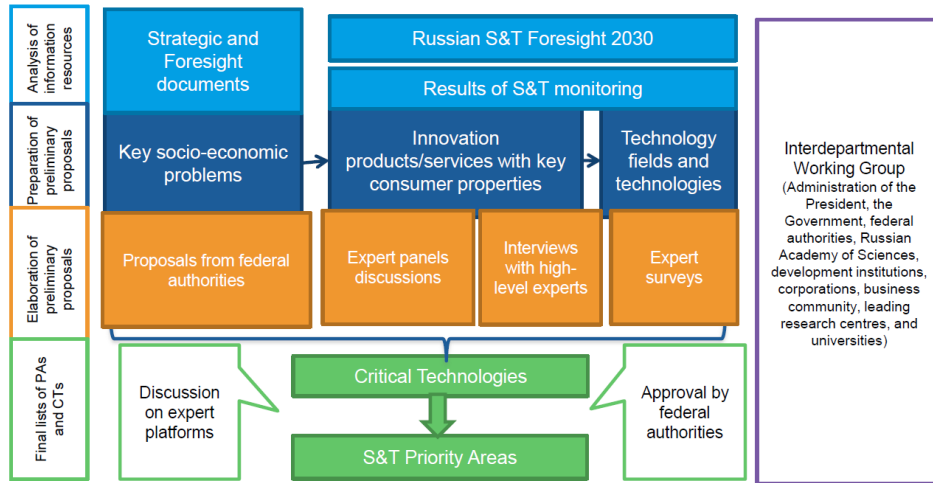 Analysis of
information
resources
Strategic and
Foresight
documents
Russian S&T Foresight 2030
Results of S&T monitoring
Preparation of
preliminary
proposals
Key socio-economic
problems
Innovation
products/services with key
consumer properties
Technology
fields and
technologies
Elaboration of
preliminary
proposals
Proposals from federal
authorities
Expert panels
discussions
Interviews
with high-
level experts
Expert
surveys
Final lists of PAs
and CTs
Discussion
on expert
platforms
Critical Technologies
S&T Priority Areas
Approval by
federal
authorities
Interdepartmental
Working Group
(Administration of the
President, the
Government, federal
authorities, Russian
Academy of Sciences,
development institutions,
corporations, business
community, leading
research centres, and
universities)